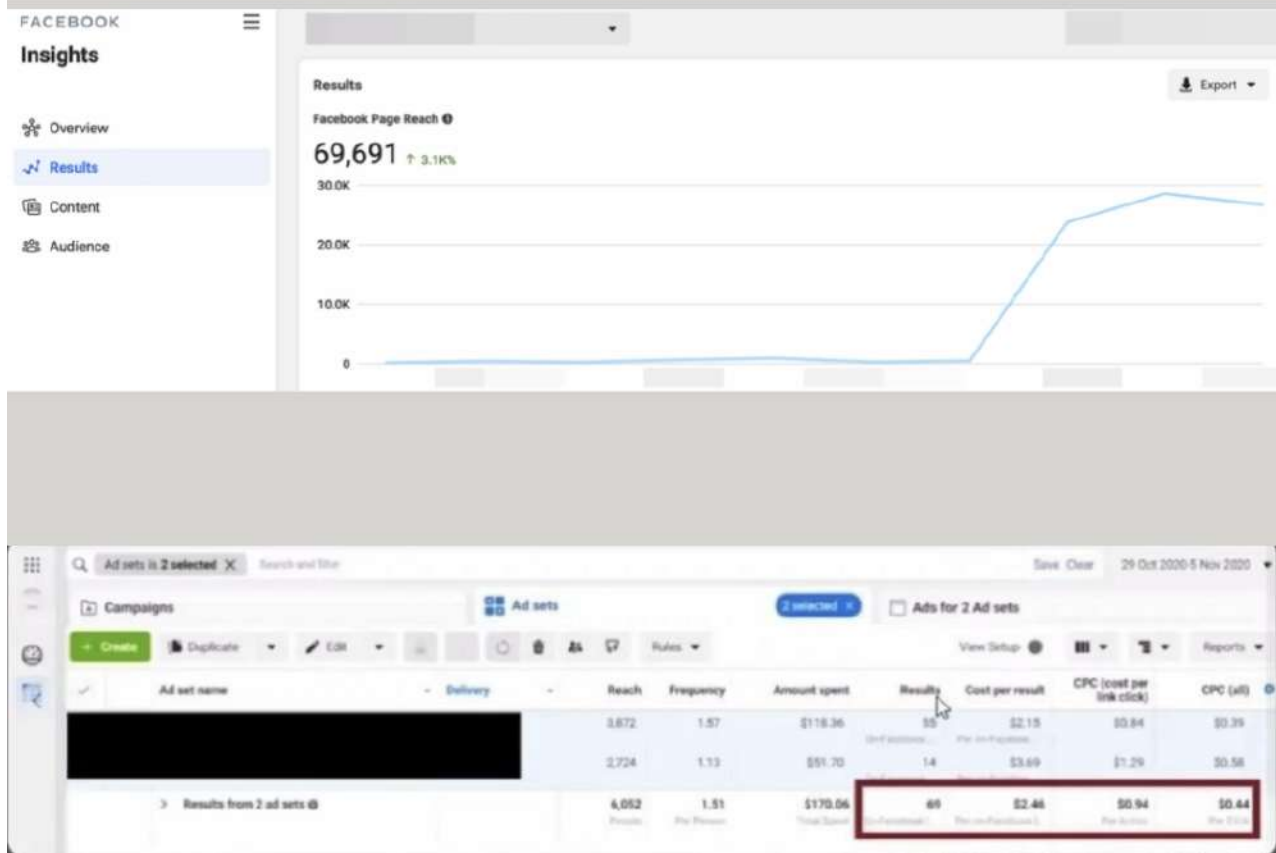 FACEBOOK
Insights
Overview
Results
Content
Audience
Results
Export
Facebook Page Reach
69,691 ↑ 3.1K%
30.0K
20.0K
10.0K
0
Ad sets is 2 selected X Search and filter Save Clear 29 Oct 2020-5 Nov 2020
Campaigns Ad sets 2 selected × Ads for 2 Ad sets
+ Create Duplicate Edit Rules View Setup Reports
Ad set name Delivery Reach Frequency Amount spent Results Cost per result CPC (cost per link click) CPC (all)
3,872 1.57 $118.36 55 $2.15 $0.84 $0.39
2,724 1.13 $51.70 14 $3.69 $1.29 $0.58
> Results from 2 ad sets 6,052 1.51 $170.06 69 $2.46 $0.94 $0.44
People Per Person Total Spent Per Action Per Click